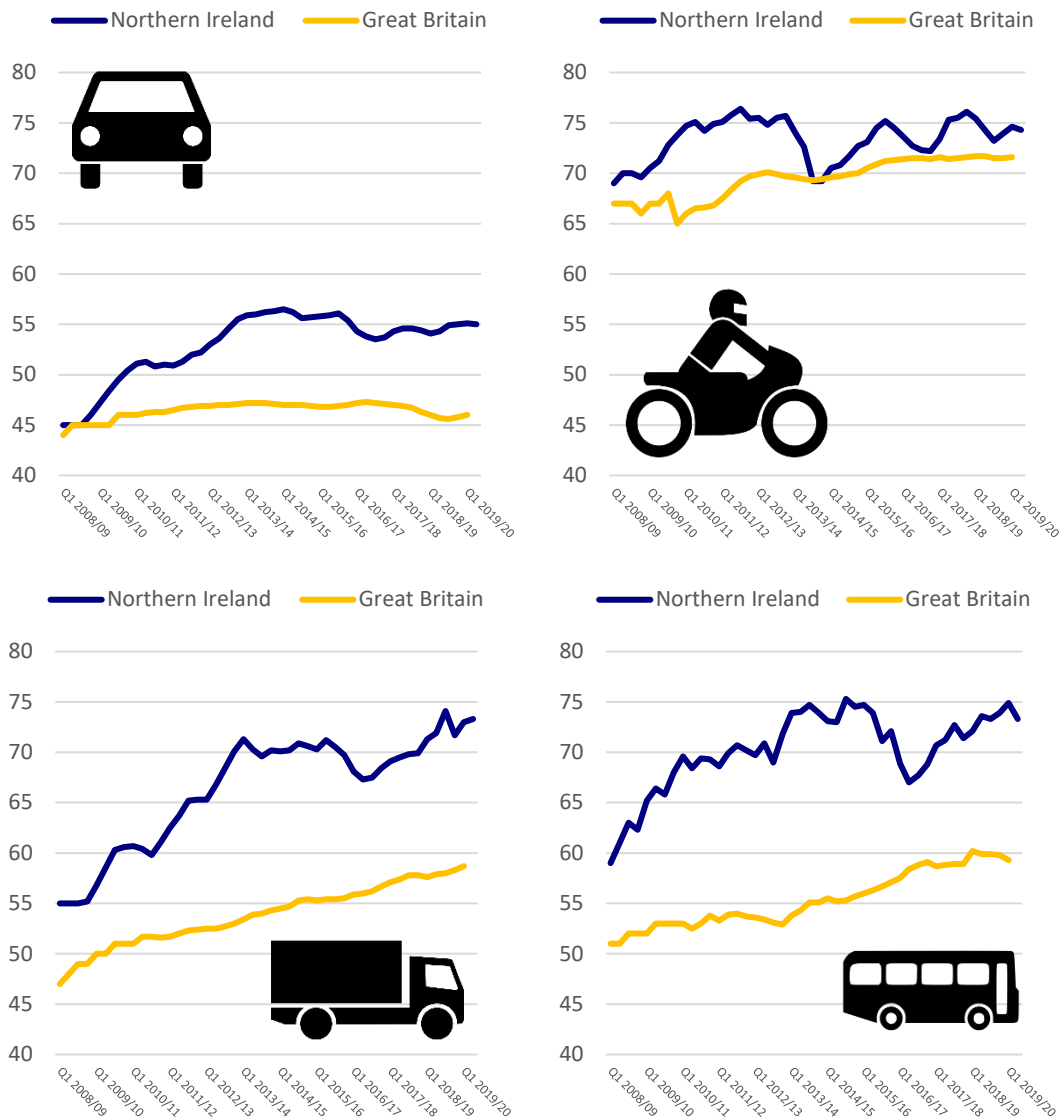 Northern Ireland Great Britain
80
75
70
65
60
55
50
45
40
Q1 2008/09
Q1 2009/10
Q1 2010/11
Q1 2011/12
Q1 2012/13
Q1 2013/14
Q1 2014/15
Q1 2015/16
Q1 2016/17
Q1 2017/18
Q1 2018/19
Q1 2019/20
Northern Ireland Great Britain
80
75
70
65
60
55
50
45
40
Q1 2008/09
Q1 2009/10
Q1 2010/11
Q1 2011/12
Q1 2012/13
Q1 2013/14
Q1 2014/15
Q1 2015/16
Q1 2016/17
Q1 2017/18
Q1 2018/19
Q1 2019/20
Northern Ireland Great Britain
80
75
70
65
60
55
50
45
40
Q1 2008/09
Q1 2009/10
Q1 2010/11
Q1 2011/12
Q1 2012/13
Q1 2013/14
Q1 2014/15
Q1 2015/16
Q1 2016/17
Q1 2017/18
Q1 2018/19
Q1 2019/20
Northern Ireland Great Britain
80
75
70
65
60
55
50
45
40
Q1 2008/09
Q1 2009/10
Q1 2010/11
Q1 2011/12
Q1 2012/13
Q1 2013/14
Q1 2014/15
Q1 2015/16
Q1 2016/17
Q1 2017/18
Q1 2018/19
Q1 2019/20